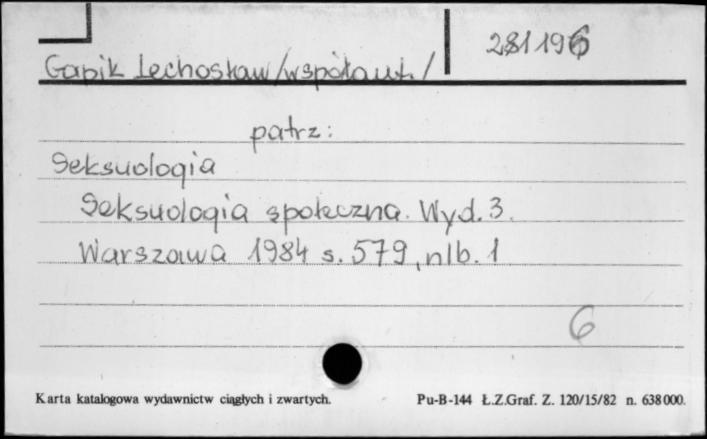 281196
Gapik Lechosław /współaut./
patrz:
Seksuologia
Seksuologia społeczna. Wyd. 3.
Warszawa 1984 s. 579, nlb. 1
6
Karta katalogowa wydawnictw ciągłych i zwartych. Pu-B-144 Ł.Z.Graf. Z. 120/15/82 n. 638000.